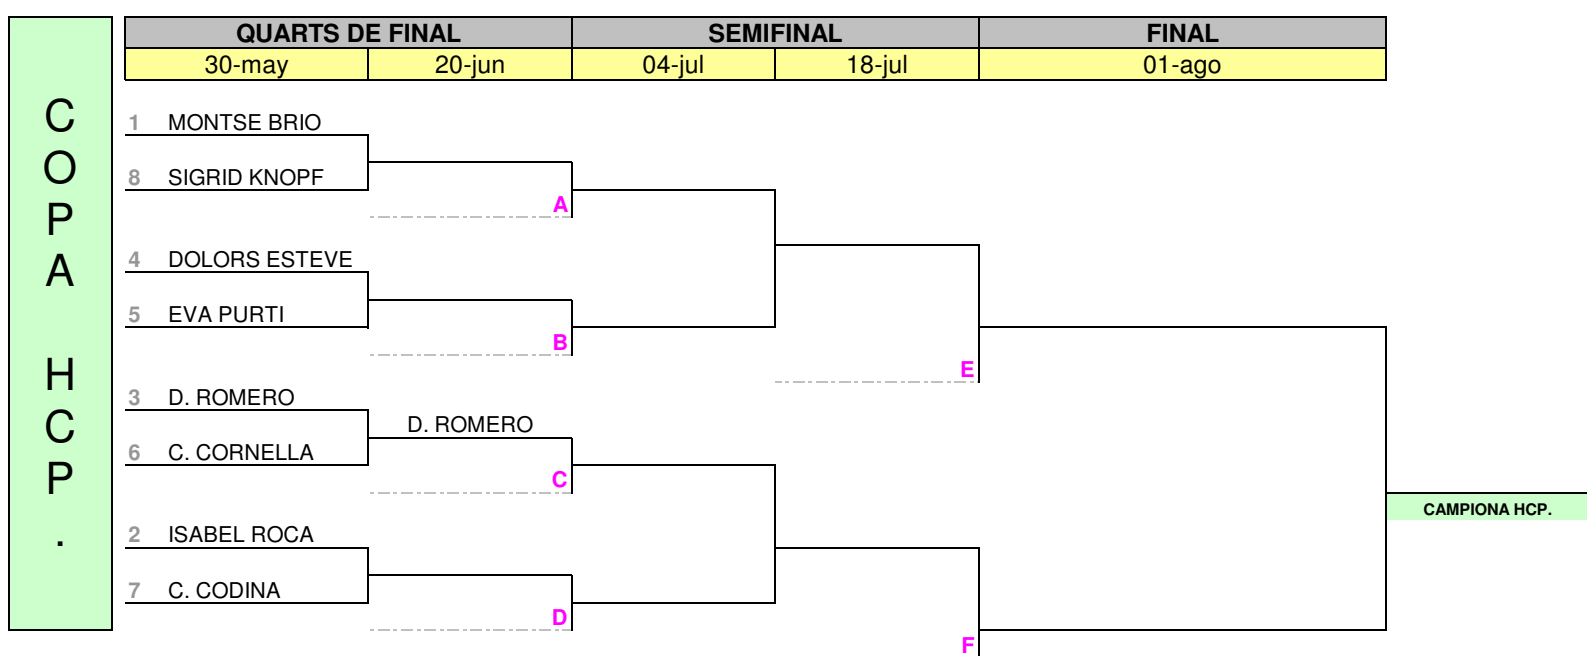 C
O
P
A
H
C
P
.
QUARTS DE FINAL SEMIFINAL FINAL
30-may 20-jun 04-jul 18-jul 01-ago
1 MONTSE BRIO
8 SIGRID KNOPF
A
4 DOLORS ESTEVE
5 EVA PURTI
B
E
3 D. ROMERO
D. ROMERO
6 C. CORNELLA
C
CAMPIONA HCP.
2 ISABEL ROCA
7 C. CODINA
D
F